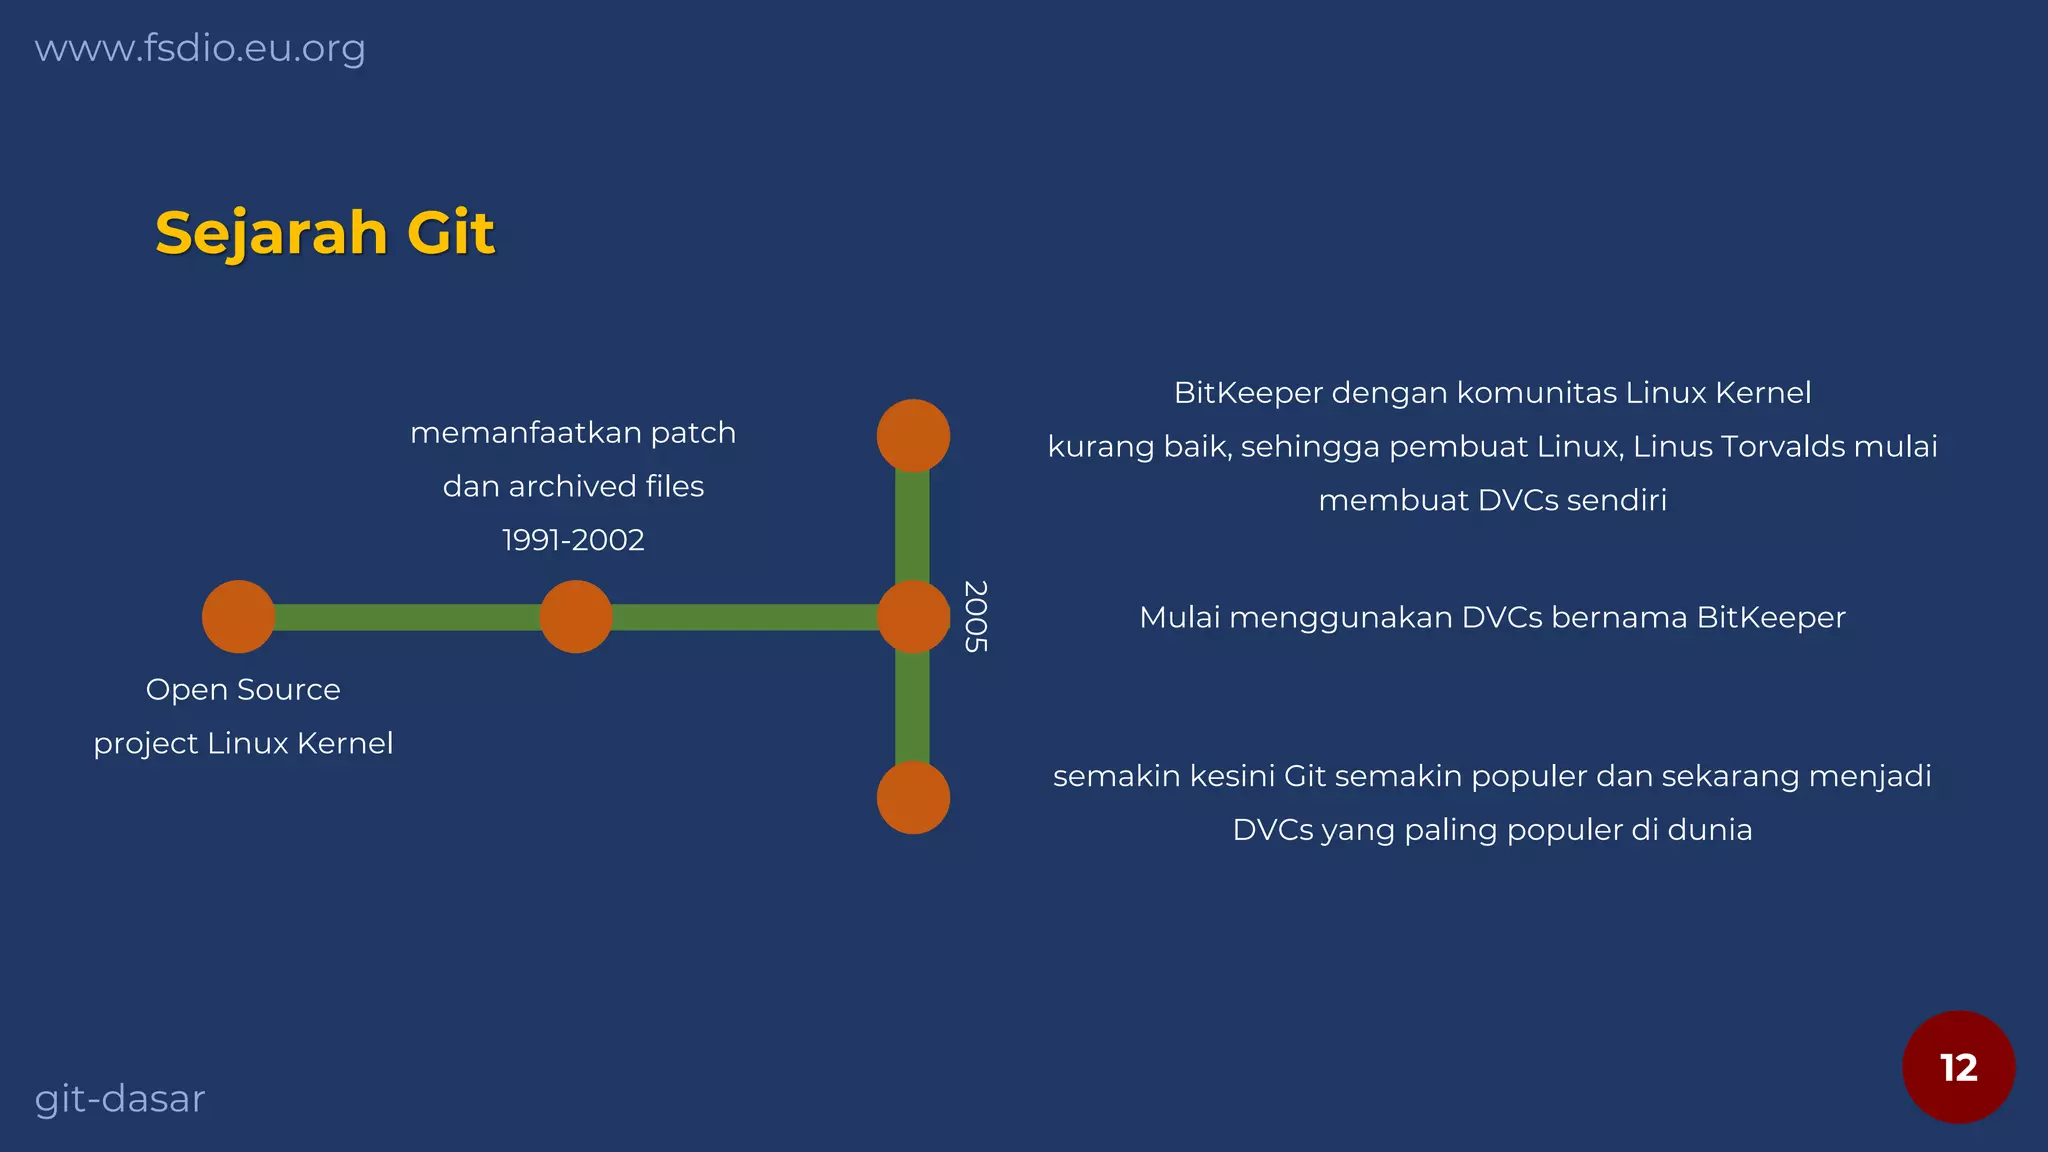 www.fsdio.eu.org
Sejarah Git
memanfaatkan patch
dan archived files
1991-2002
Open Source
project Linux Kernel
2005
BitKeeper dengan komunitas Linux Kernel
kurang baik, sehingga pembuat Linux, Linus Torvalds mulai
membuat DVCs sendiri
Mulai menggunakan DVCs bernama BitKeeper
semakin kesini Git semakin populer dan sekarang menjadi
DVCs yang paling populer di dunia
git-dasar
12